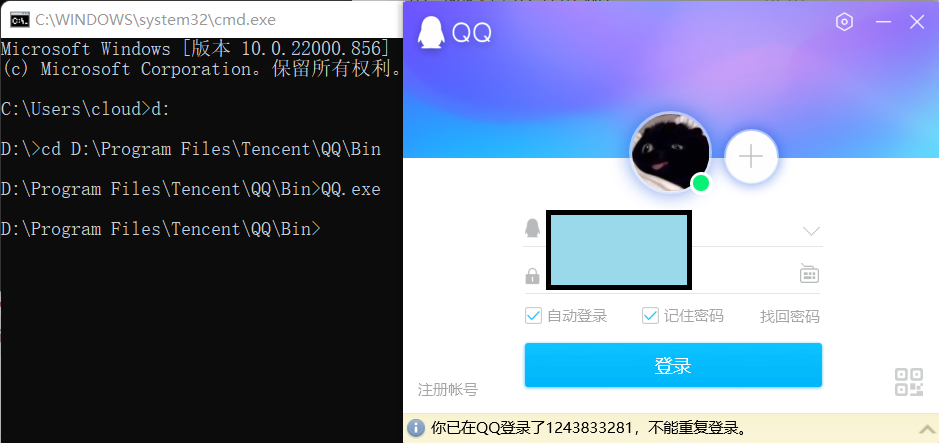 C:\WINDOWS\system32\cmd.exe
Microsoft Windows [版本 10.0.22000.856]
(c) Microsoft Corporation。保留所有权利。
C:\Users\cloud>d:
D:\>cd D:\Program Files\Tencent\QQ\Bin
D:\Program Files\Tencent\QQ\Bin>QQ.exe
D:\Program Files\Tencent\QQ\Bin>
QQ
自动登录
记住密码
找回密码
登录
注册帐号
你已在QQ登录了1243833281，不能重复登录。